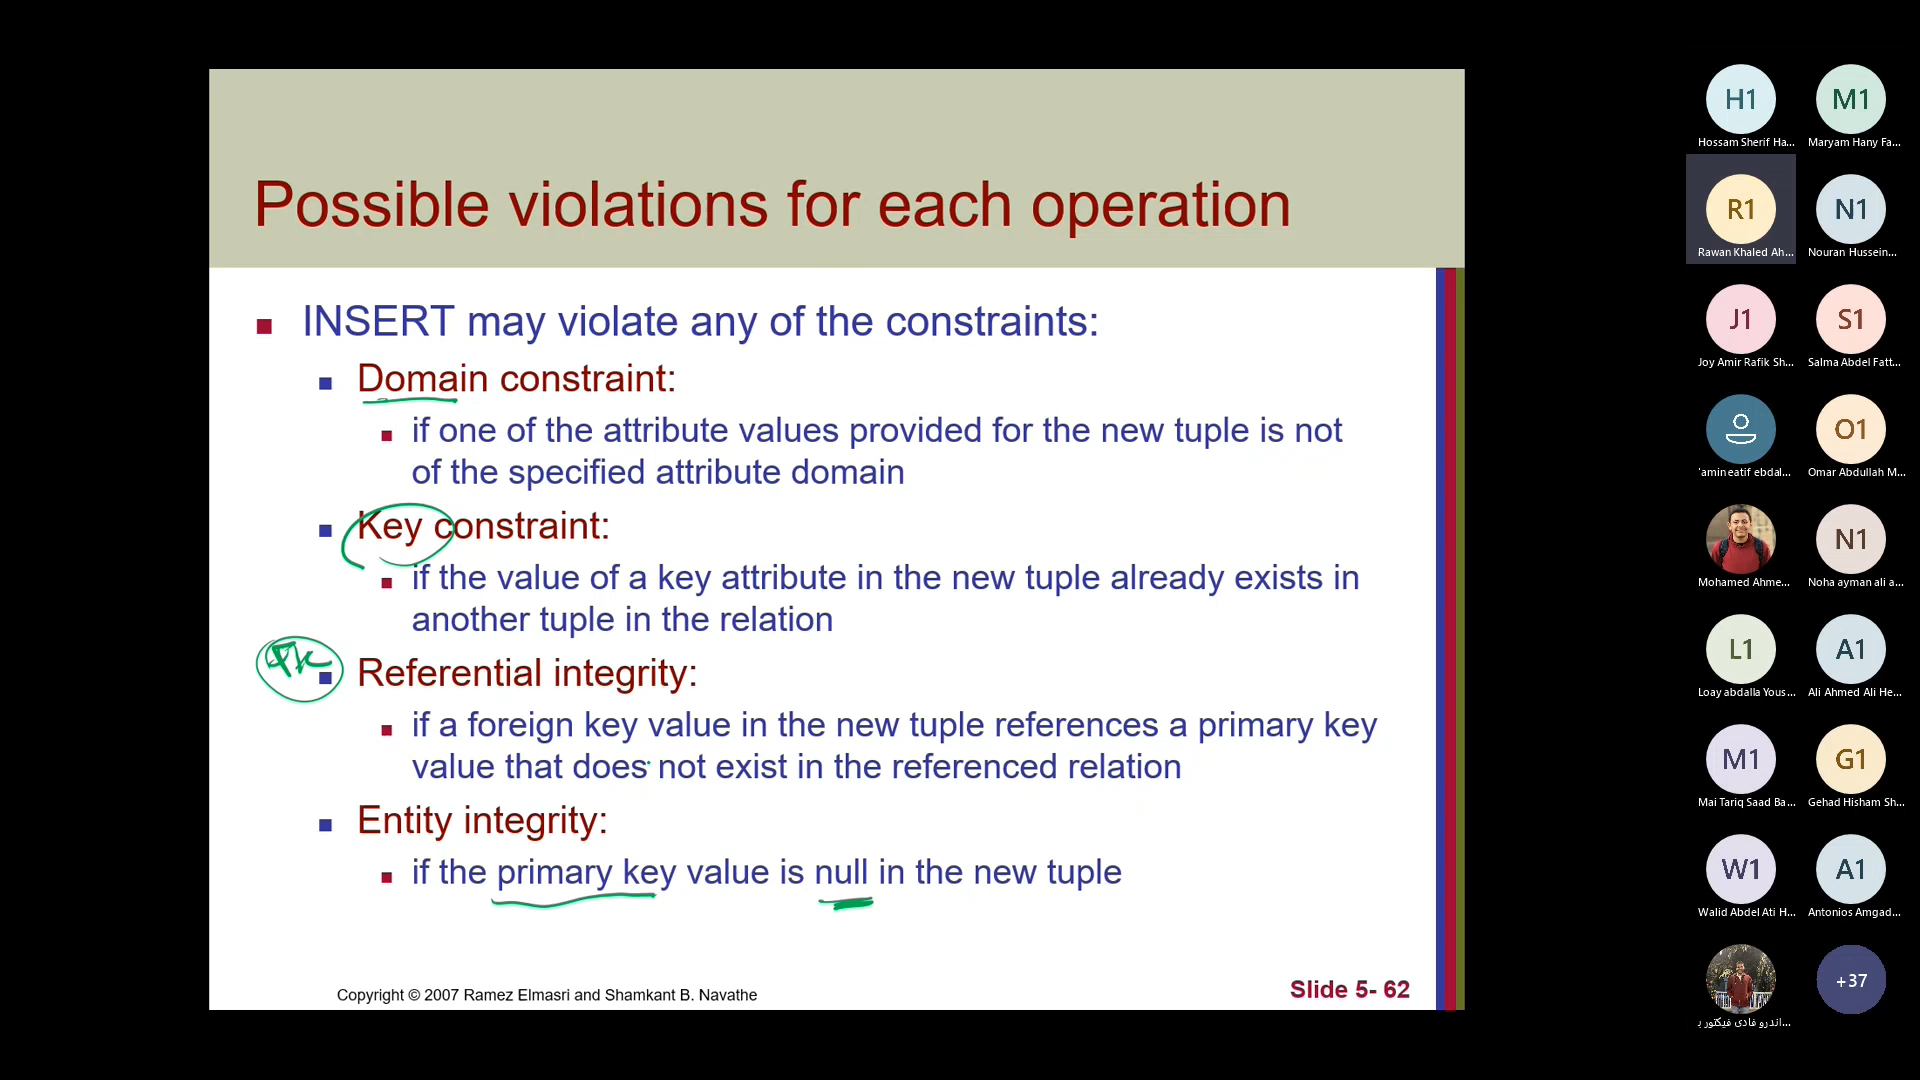 Possible violations for each operation
INSERT may violate any of the constraints:
Domain constraint:
if one of the attribute values provided for the new tuple is not
of the specified attribute domain
Key constraint:
if the value of a key attribute in the new tuple already exists in
another tuple in the relation
Referential integrity:
if a foreign key value in the new tuple references a primary key
value that does not exist in the referenced relation
Entity integrity:
if the primary key value is null in the new tuple
Copyright © 2007 Ramez Elmasri and Shamkant B. Navathe
Slide 5- 62
H1
M1
Hossam Sherif Ha...
Maryam Hany Fa...
R1
N1
Rawan Khaled Ah...
Nouran Hussein...
J1
S1
Joy Amir Rafik Sh...
Salma Abdel Fatt...
O1
'amin eatif ebdal...
Omar Abdullah M...
N1
Mohamed Ahme...
Noha ayman ali a...
L1
A1
Loay abdalla Yous...
Ali Ahmed Ali He...
M1
G1
Mai Tariq Saad Ba...
Gehad Hisham Sh...
W1
A1
Walid Abdel Ati H...
Antonios Amgad...
+37
اندرو فادى فيكتور ب...